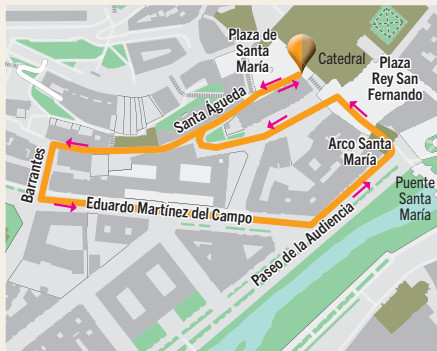 Plaza de
Santa
María
Catedral
Plaza
Rey San
Fernando
Santa Águeda
Arco Santa
María
Barrantes
Puente
Santa
María
Eduardo Martínez del Campo
Paseo de la Audiencia